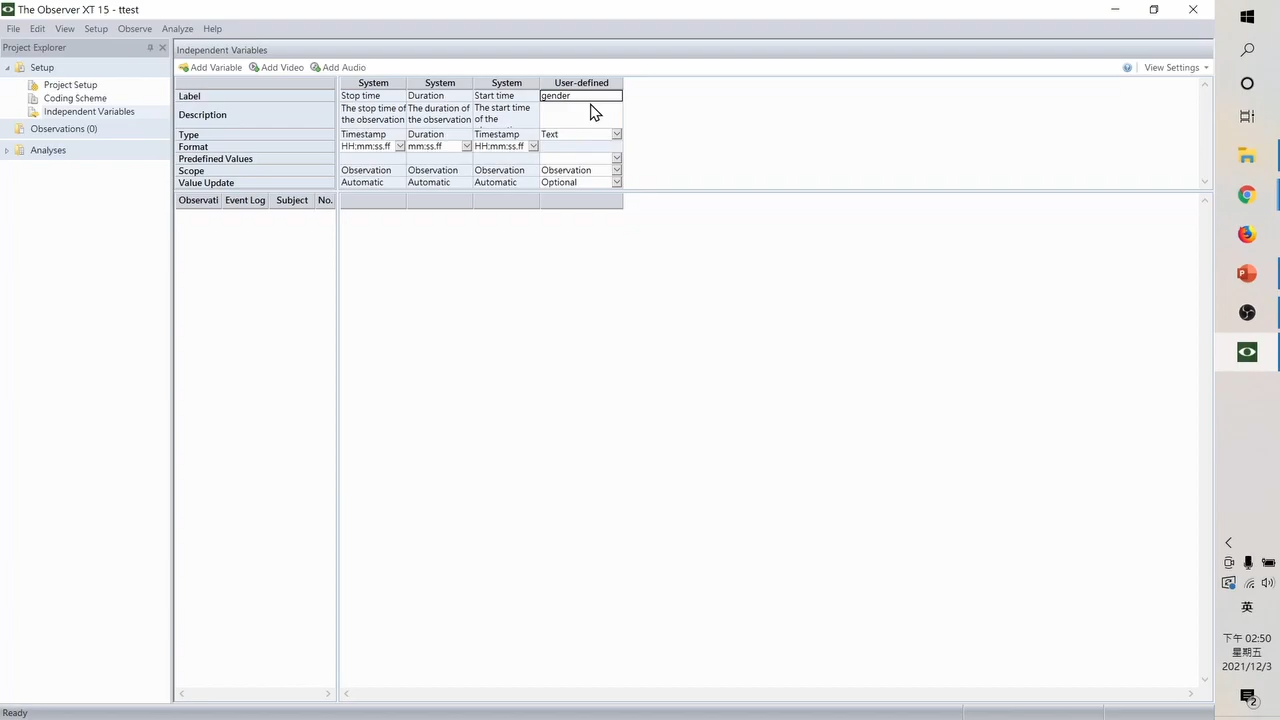 The Observer XT 15 - ttest
File Edit View Setup Observe Analyze Help
Project Explorer
Setup
Project Setup
Coding Scheme
Independent Variables
Observations (0)
Analyses
Independent Variables
Add Variable Add Video Add Audio
View Settings
System System System User-defined
Label Stop time Duration Start time gender
Description The stop time of The duration of The start time
the observation the observation of the
Type Timestamp Duration Timestamp Text
Format HH:mm:ss.ff mm:ss.ff HH:mm:ss.ff
Predefined Values
Scope Observation Observation Observation Observation
Value Update Automatic Automatic Automatic Optional
Observati Event Log Subject No.
英
下午 02:50
星期五
2021/12/3
2
Ready